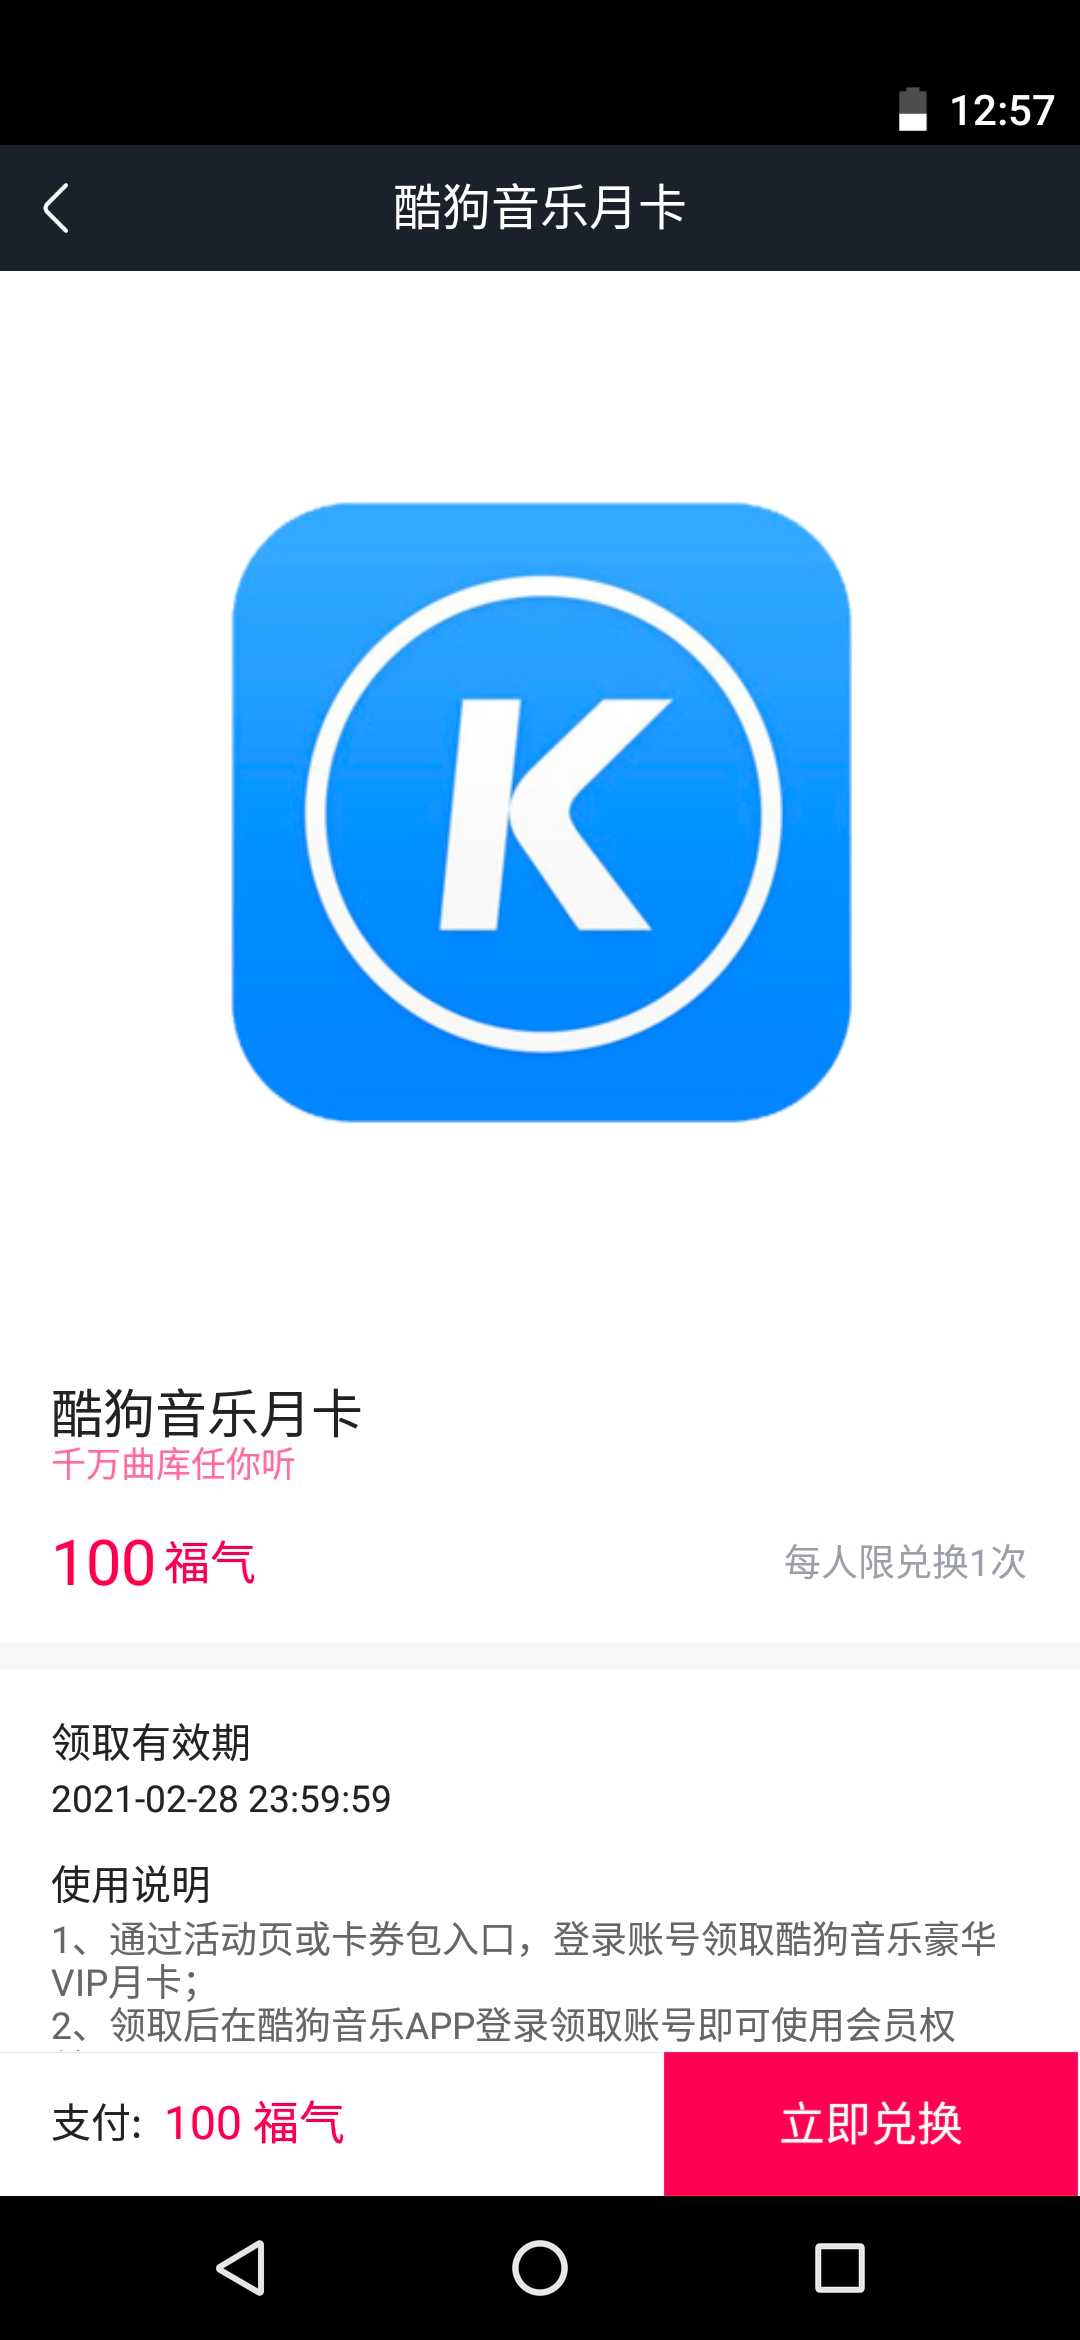 12:57
酷狗音乐月卡
K
酷狗音乐月卡
千万曲库任你听
100 福气
每人限兑换1次
领取有效期
2021-02-28 23:59:59
使用说明
1、通过活动页或卡券包入口，登录账号领取酷狗音乐豪华
VIP月卡；
2、领取后在酷狗音乐APP登录领取账号即可使用会员权
支付: 100 福气
立即兑换